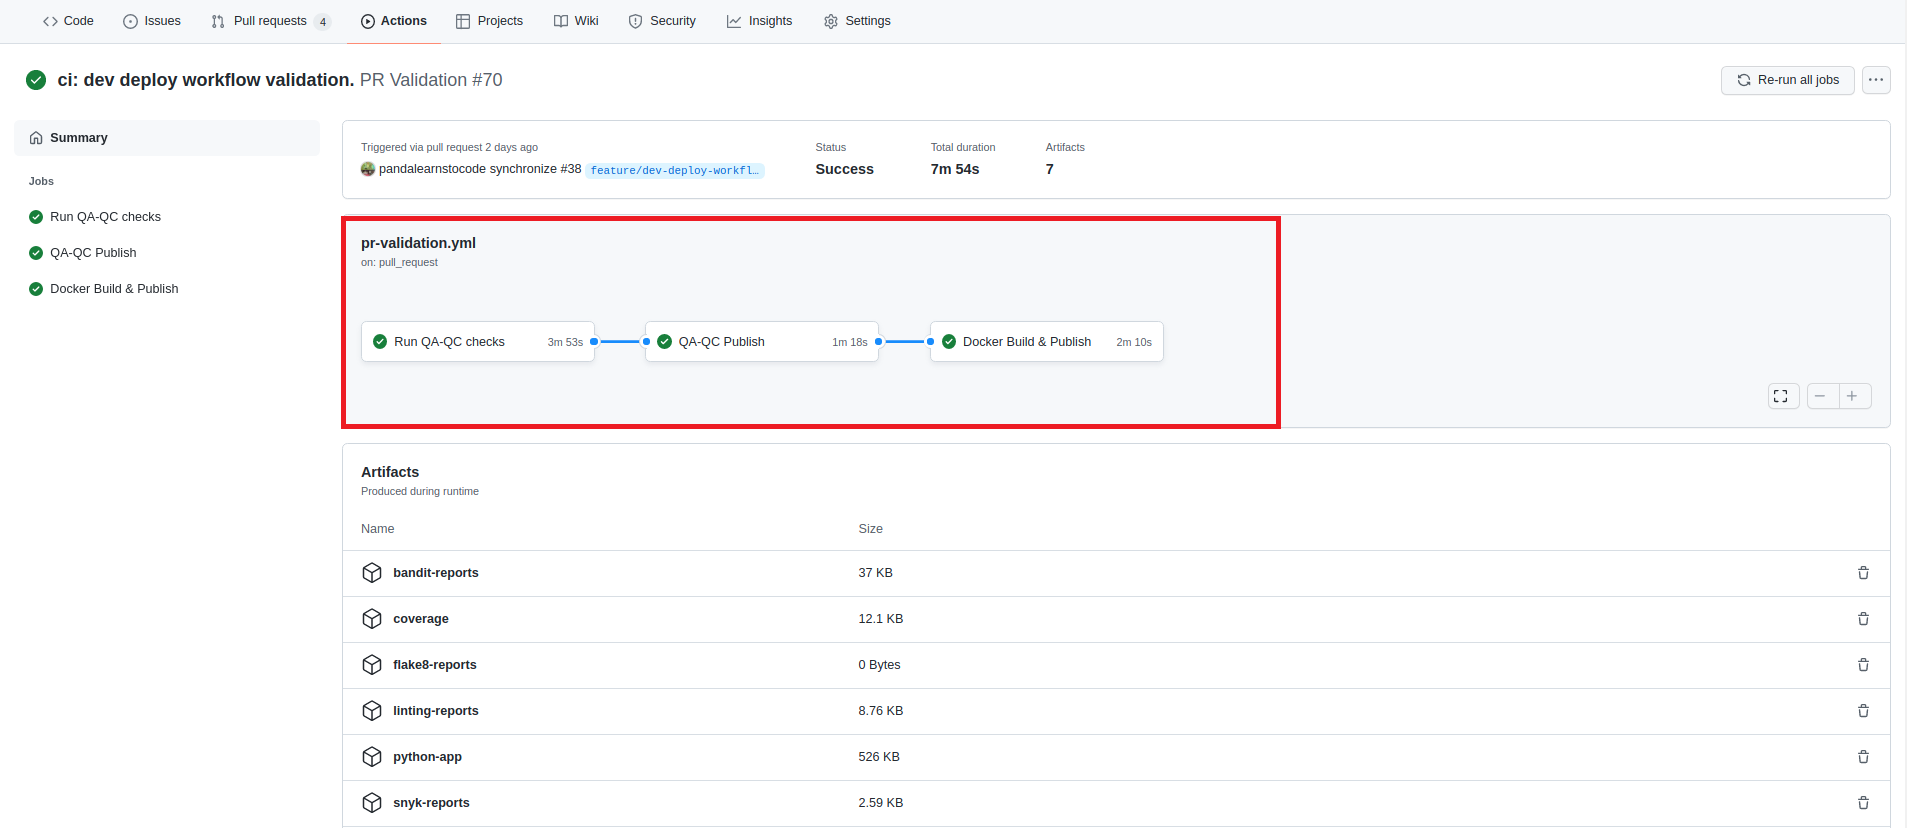 Code Issues Pull requests 4 Actions Projects Wiki Security Insights Settings
ci: dev deploy workflow validation. PR Validation #70
Re-run all jobs
Summary
Jobs
Run QA-QC checks
QA-QC Publish
Docker Build & Publish
Triggered via pull request 2 days ago
pandalearnstocode synchronize #38 feature/dev-deploy-workfl…
Status
Success
Total duration
7m 54s
Artifacts
7
pr-validation.yml
on: pull_request
Run QA-QC checks 3m 53s
QA-QC Publish 1m 18s
Docker Build & Publish 2m 10s
Artifacts
Produced during runtime
Name Size
bandit-reports 37 KB
coverage 12.1 KB
flake8-reports 0 Bytes
linting-reports 8.76 KB
python-app 526 KB
snyk-reports 2.59 KB